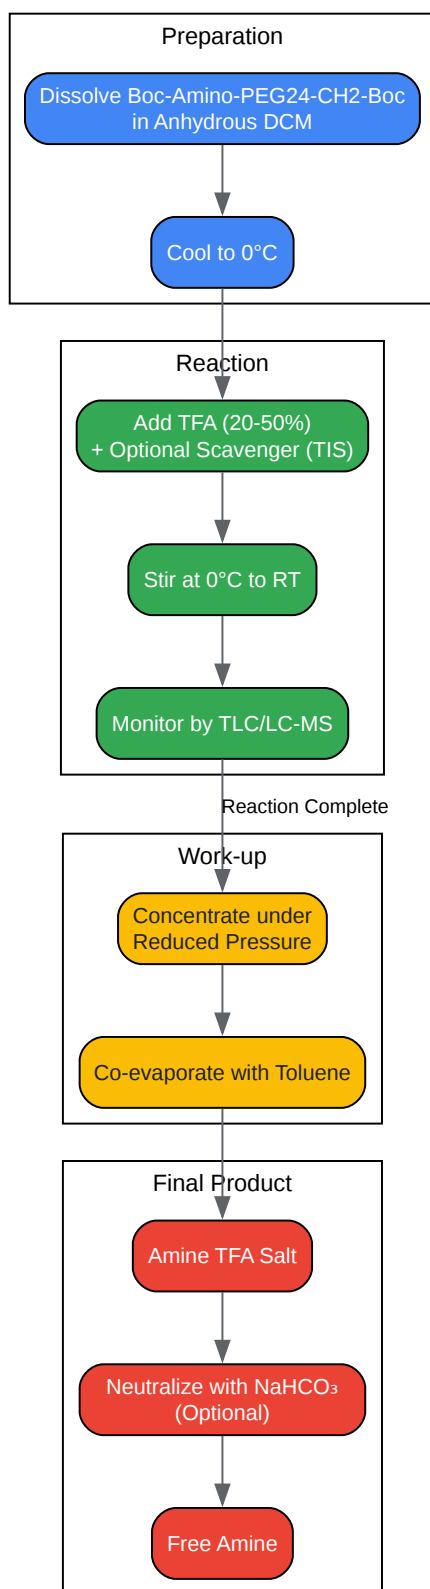 Preparation
Dissolve Boc-Amino-PEG24-CH2-Boc
in Anhydrous DCM
Cool to 0°C
Reaction
Add TFA (20-50%)
+ Optional Scavenger (TIS)
Stir at 0°C to RT
Monitor by TLC/LC-MS
Reaction Complete
Work-up
Concentrate under
Reduced Pressure
Co-evaporate with Toluene
Final Product
Amine TFA Salt
Neutralize with NaHCO₃
(Optional)
Free Amine